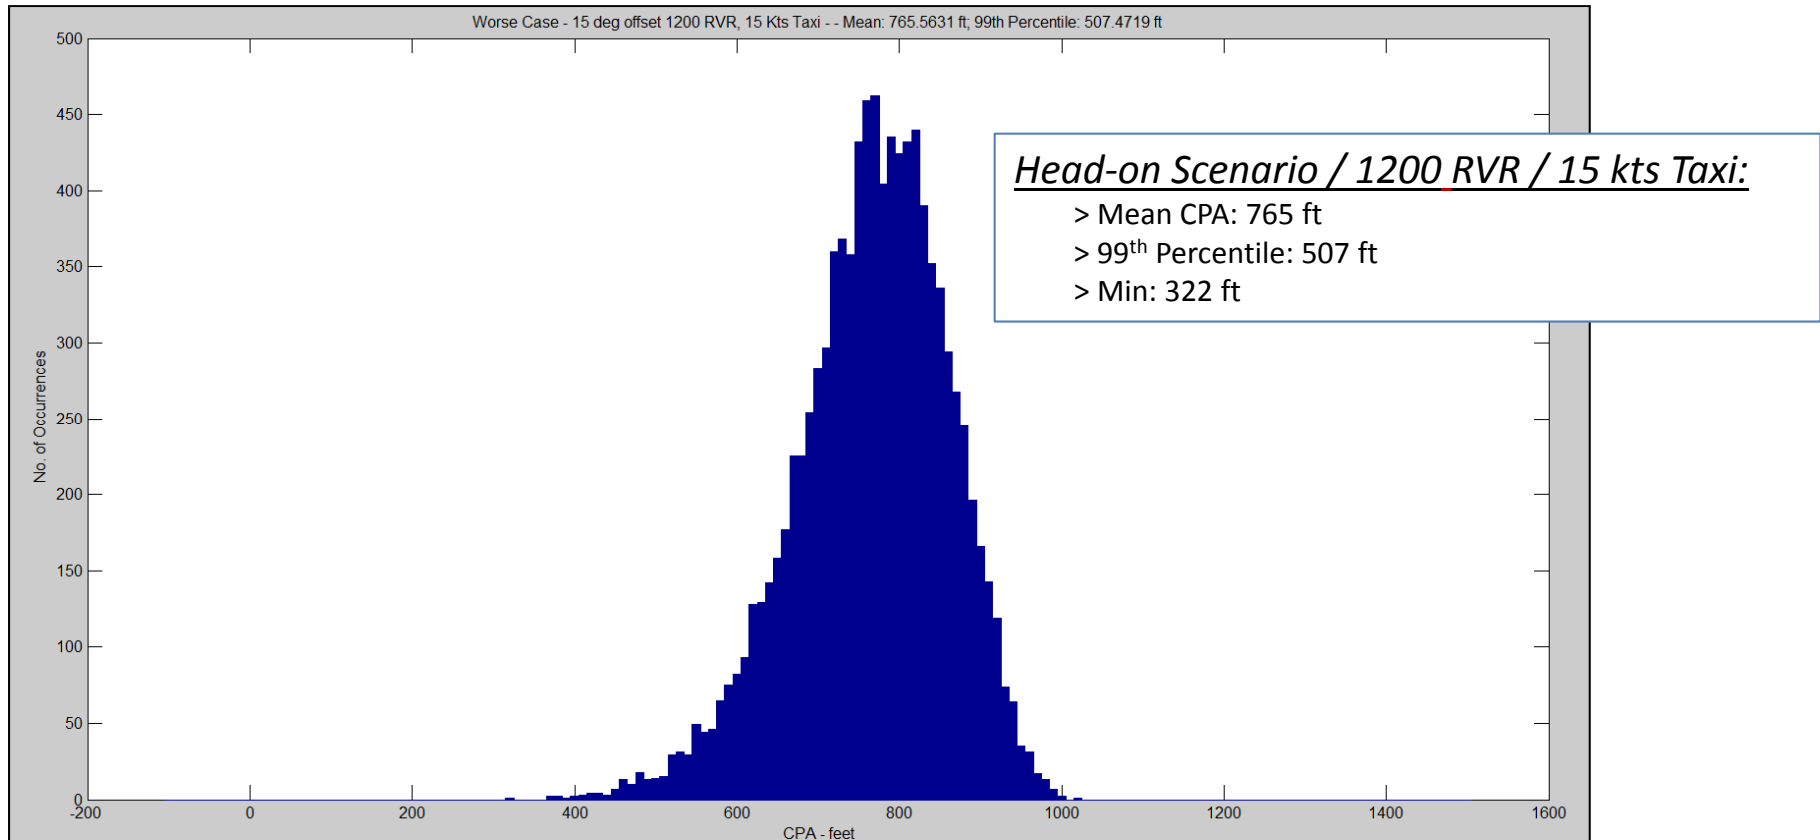 Worse Case - 15 deg offset 1200 RVR, 15 Kts Taxi - - Mean: 765.5631 ft; 99th Percentile: 507.4719 ft
500
450
400
350
300
250
200
150
100
50
0
No. of Occurrences
Head-on Scenario / 1200 RVR / 15 kts Taxi:
> Mean CPA: 765 ft
> 99th Percentile: 507 ft
> Min: 322 ft
-200 0 200 400 600 800 1000 1200 1400 1600
CPA - feet